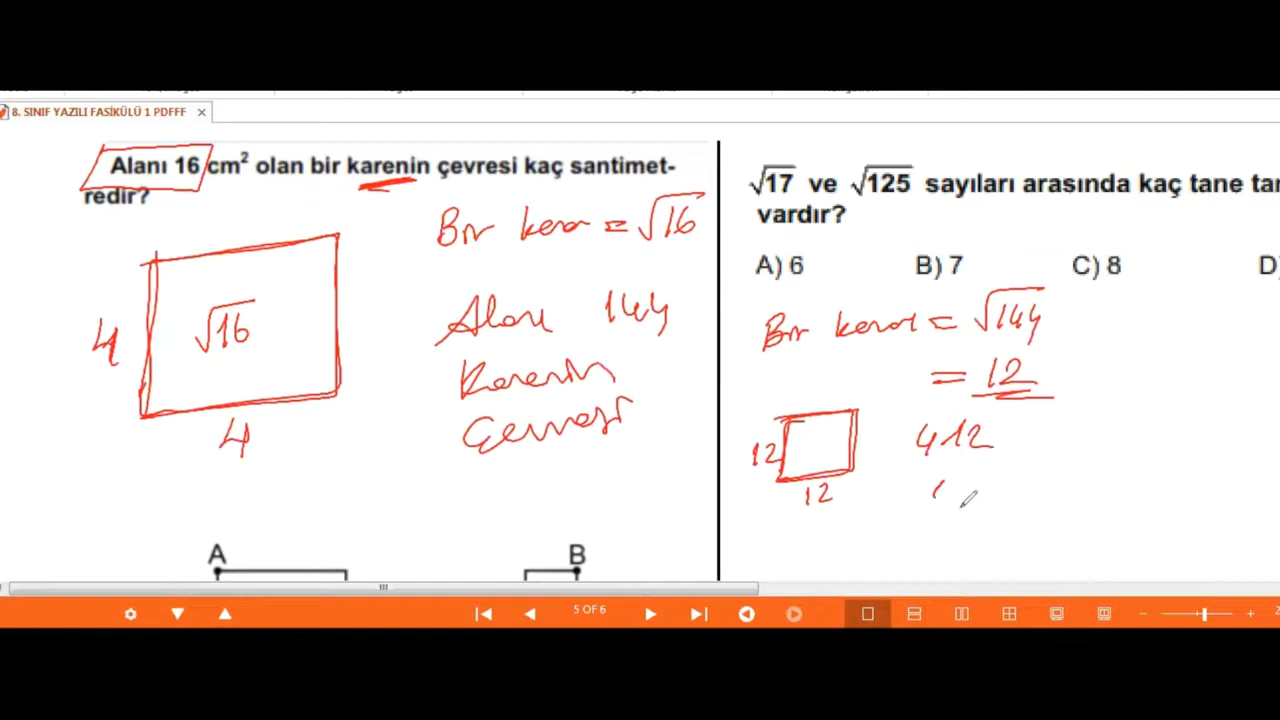 8. SINIF YAZILI FASİKÜLÜ 1 PDFFF
Alanı 16 cm² olan bir karenin çevresi kaç santimet-
redir?
Bir kenar = √16
√16
4
4
Alanı 144
Karenin
Çevresi
A
B
√17 ve √125 sayıları arasında kaç tane
vardır?
A) 6 B) 7 C) 8 D)
Bir kenar = √144
= 12
12
12
4.12
5 OF 6